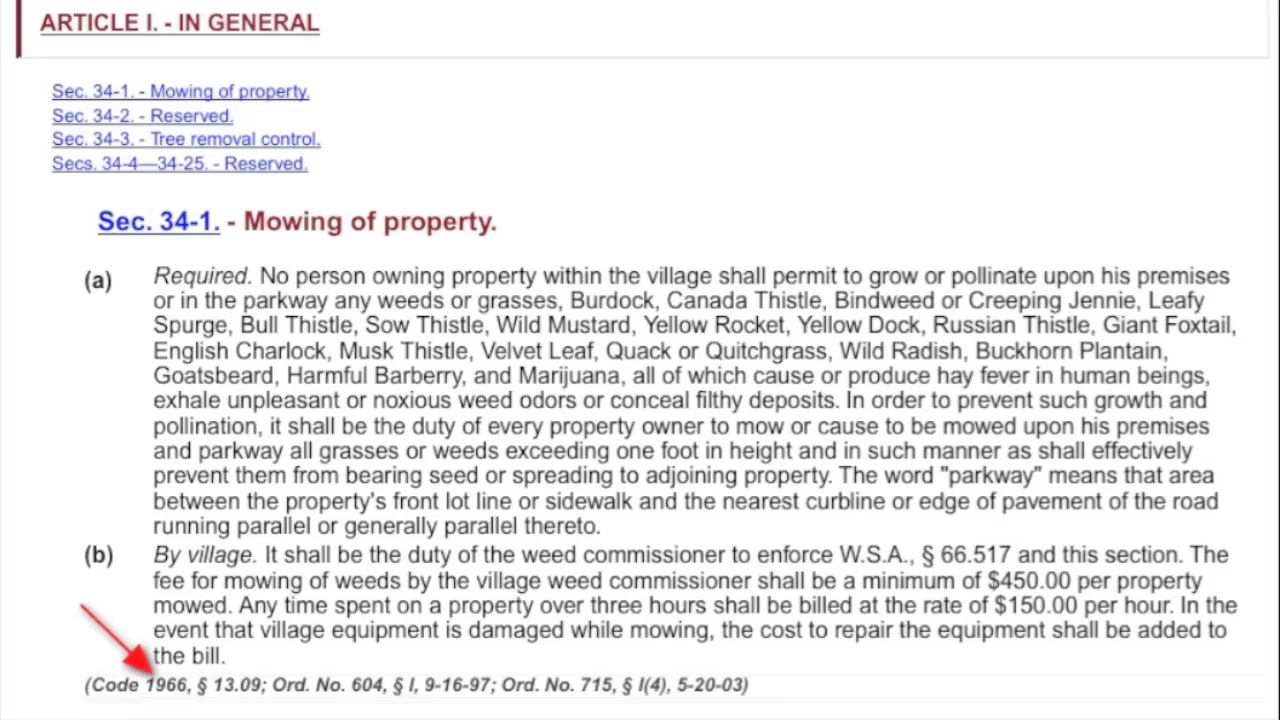 ARTICLE I. - IN GENERAL
Sec. 34-1. - Mowing of property.
Sec. 34-2. - Reserved.
Sec. 34-3. - Tree removal control.
Secs. 34-4—34-25. - Reserved.
Sec. 34-1. - Mowing of property.
(a) Required. No person owning property within the village shall permit to grow or pollinate upon his premises
or in the parkway any weeds or grasses, Burdock, Canada Thistle, Bindweed or Creeping Jennie, Leafy
Spurge, Bull Thistle, Sow Thistle, Wild Mustard, Yellow Rocket, Yellow Dock, Russian Thistle, Giant Foxtail,
English Charlock, Musk Thistle, Velvet Leaf, Quack or Quitchgrass, Wild Radish, Buckhorn Plantain,
Goatsbeard, Harmful Barberry, and Marijuana, all of which cause or produce hay fever in human beings,
exhale unpleasant or noxious weed odors or conceal filthy deposits. In order to prevent such growth and
pollination, it shall be the duty of every property owner to mow or cause to be mowed upon his premises
and parkway all grasses or weeds exceeding one foot in height and in such manner as shall effectively
prevent them from bearing seed or spreading to adjoining property. The word "parkway" means that area
between the property's front lot line or sidewalk and the nearest curbline or edge of pavement of the road
running parallel or generally parallel thereto.
(b) By village. It shall be the duty of the weed commissioner to enforce W.S.A., § 66.517 and this section. The
fee for mowing of weeds by the village weed commissioner shall be a minimum of $450.00 per property
mowed. Any time spent on a property over three hours shall be billed at the rate of $150.00 per hour. In the
event that village equipment is damaged while mowing, the cost to repair the equipment shall be added to
the bill.
(Code 1966, § 13.09; Ord. No. 604, § I, 9-16-97; Ord. No. 715, § I(4), 5-20-03)